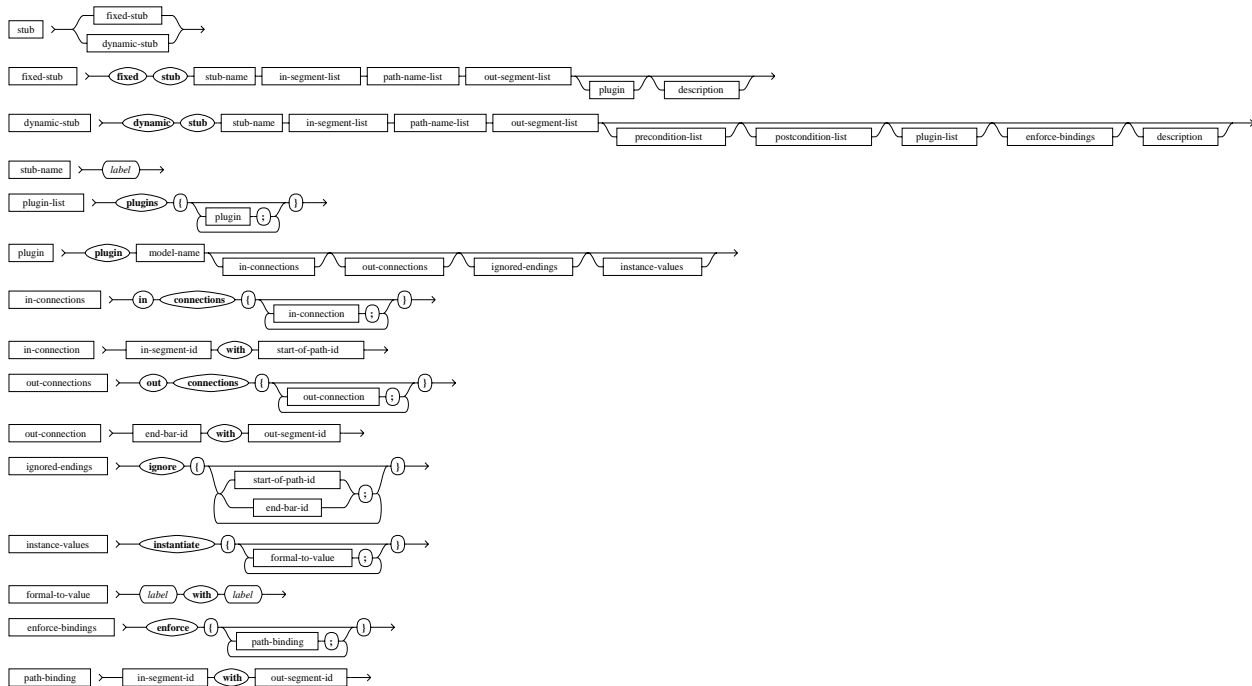 fixed-stub
stub
dynamic-stub
fixed-stub fixed stub stub-name in-segment-list path-name-list out-segment-list
plugin description
dynamic-stub dynamic stub stub-name in-segment-list path-name-list out-segment-list
precondition-list postcondition-list plugin-list enforce-bindings description
stub-name label
plugin-list plugins { }
plugin ;
plugin plugin model-name
in-connections out-connections ignored-endings instance-values
in-connections in connections { }
in-connection ;
in-connection in-segment-id with start-of-path-id
out-connections out connections { }
out-connection ;
out-connection end-bar-id with out-segment-id
ignored-endings ignore { }
start-of-path-id
;
end-bar-id
instance-values instantiate { }
formal-to-value ;
formal-to-value label with label
enforce-bindings enforce { }
path-binding ;
path-binding in-segment-id with out-segment-id